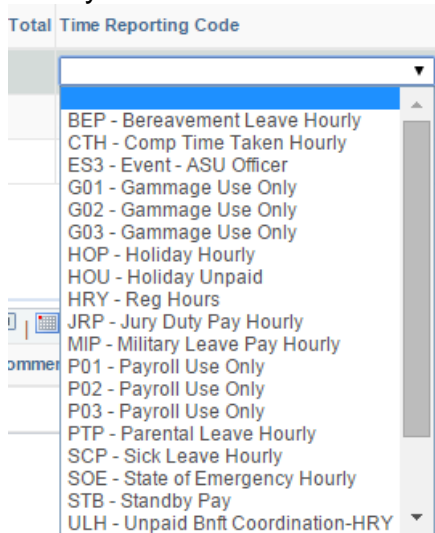 Total Time Reporting Code
BEP - Bereavement Leave Hourly
CTH - Comp Time Taken Hourly
ES3 - Event - ASU Officer
G01 - Gammage Use Only
G02 - Gammage Use Only
G03 - Gammage Use Only
HOP - Holiday Hourly
HOU - Holiday Unpaid
HRY - Reg Hours
JRP - Jury Duty Pay Hourly
MIP - Military Leave Pay Hourly
P01 - Payroll Use Only
P02 - Payroll Use Only
P03 - Payroll Use Only
PTP - Parental Leave Hourly
SCP - Sick Leave Hourly
SOE - State of Emergency Hourly
STB - Standby Pay
ULH - Unpaid Bnft Coordination-HRY